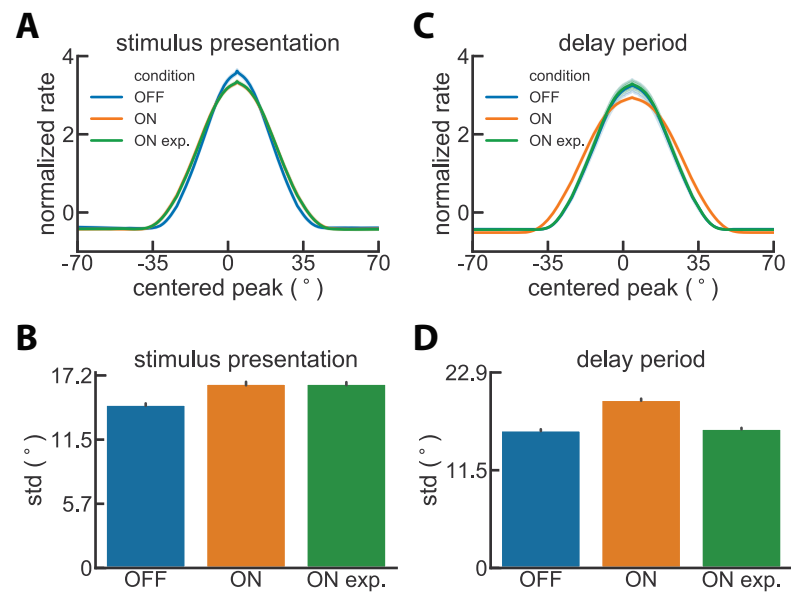 A
stimulus presentation
normalized rate
4
2
0
condition
OFF
ON
ON exp.
-70 -35 0 35 70
centered peak ( ° )
C
delay period
normalized rate
4
2
0
condition
OFF
ON
ON exp.
-70 -35 0 35 70
centered peak ( ° )
B
stimulus presentation
std ( ° )
17.2
11.5
5.7
0
OFF ON ON exp.
D
delay period
std ( ° )
22.9
11.5
0
OFF ON ON exp.